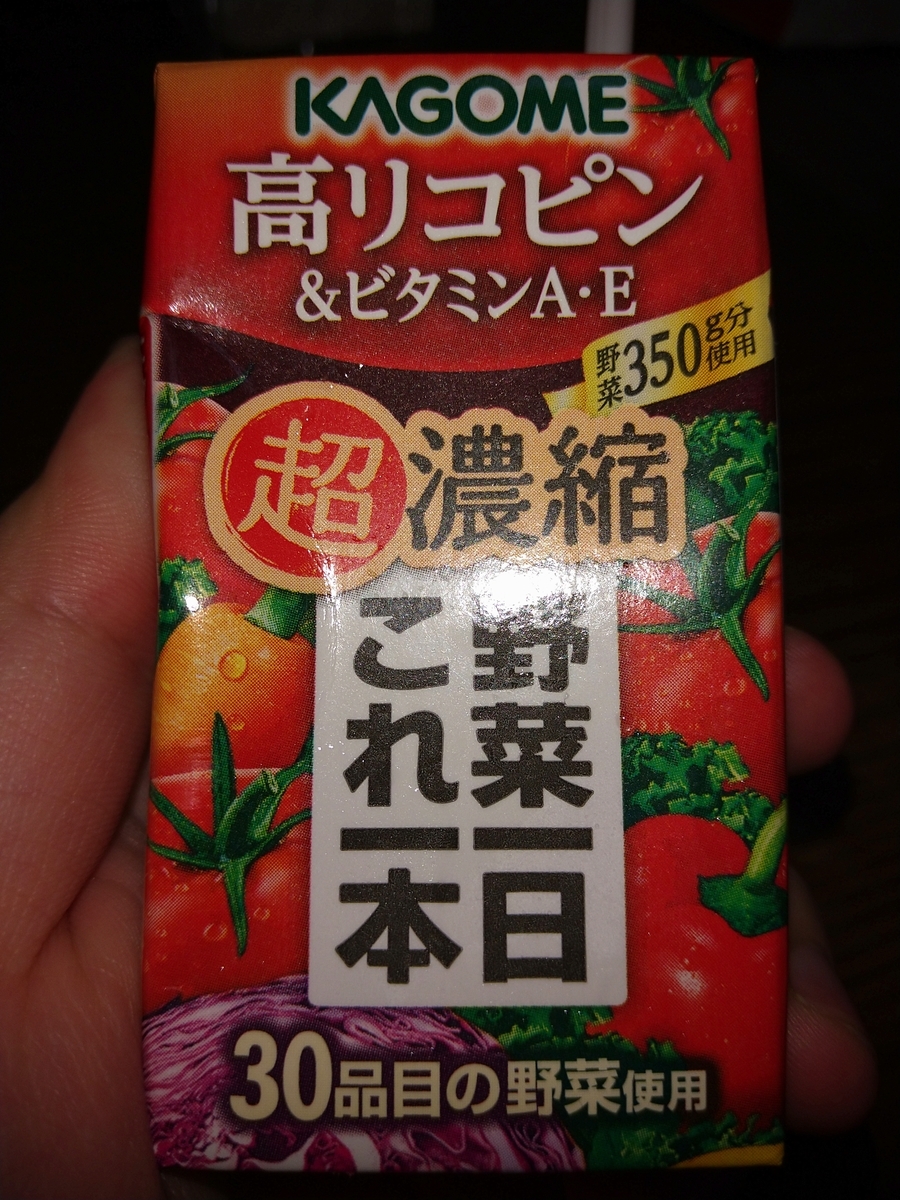 KAGOME
高リコピン
&ビタミンA・E
野菜350g分使用
超濃縮
野菜一日
これ一本
30品目の野菜使用